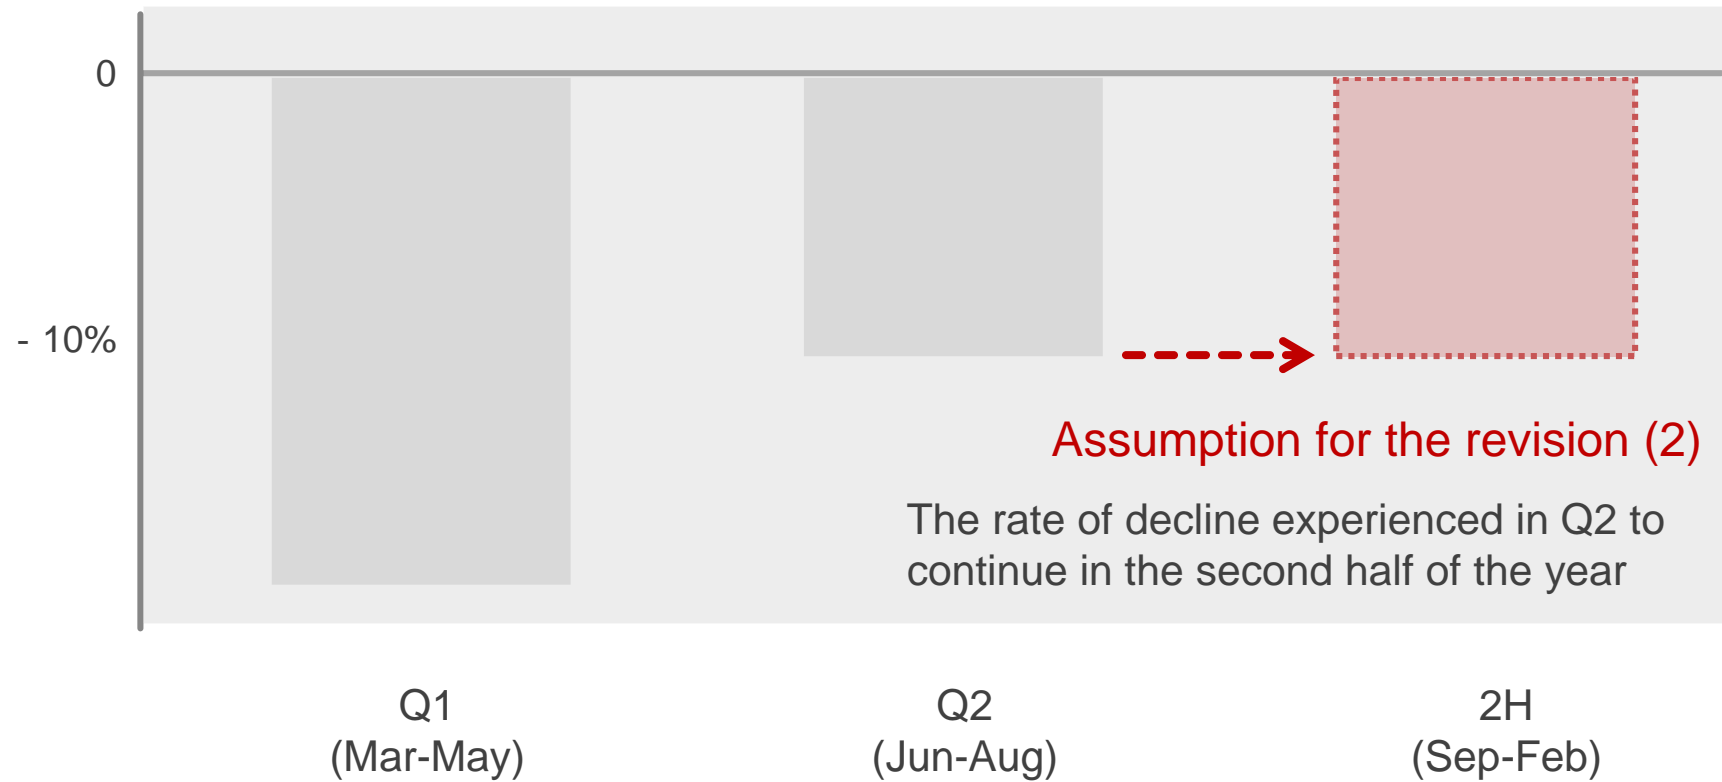 0
- 10%
Assumption for the revision (2)
The rate of decline experienced in Q2 to
continue in the second half of the year
Q1
(Mar-May)
Q2
(Jun-Aug)
2H
(Sep-Feb)